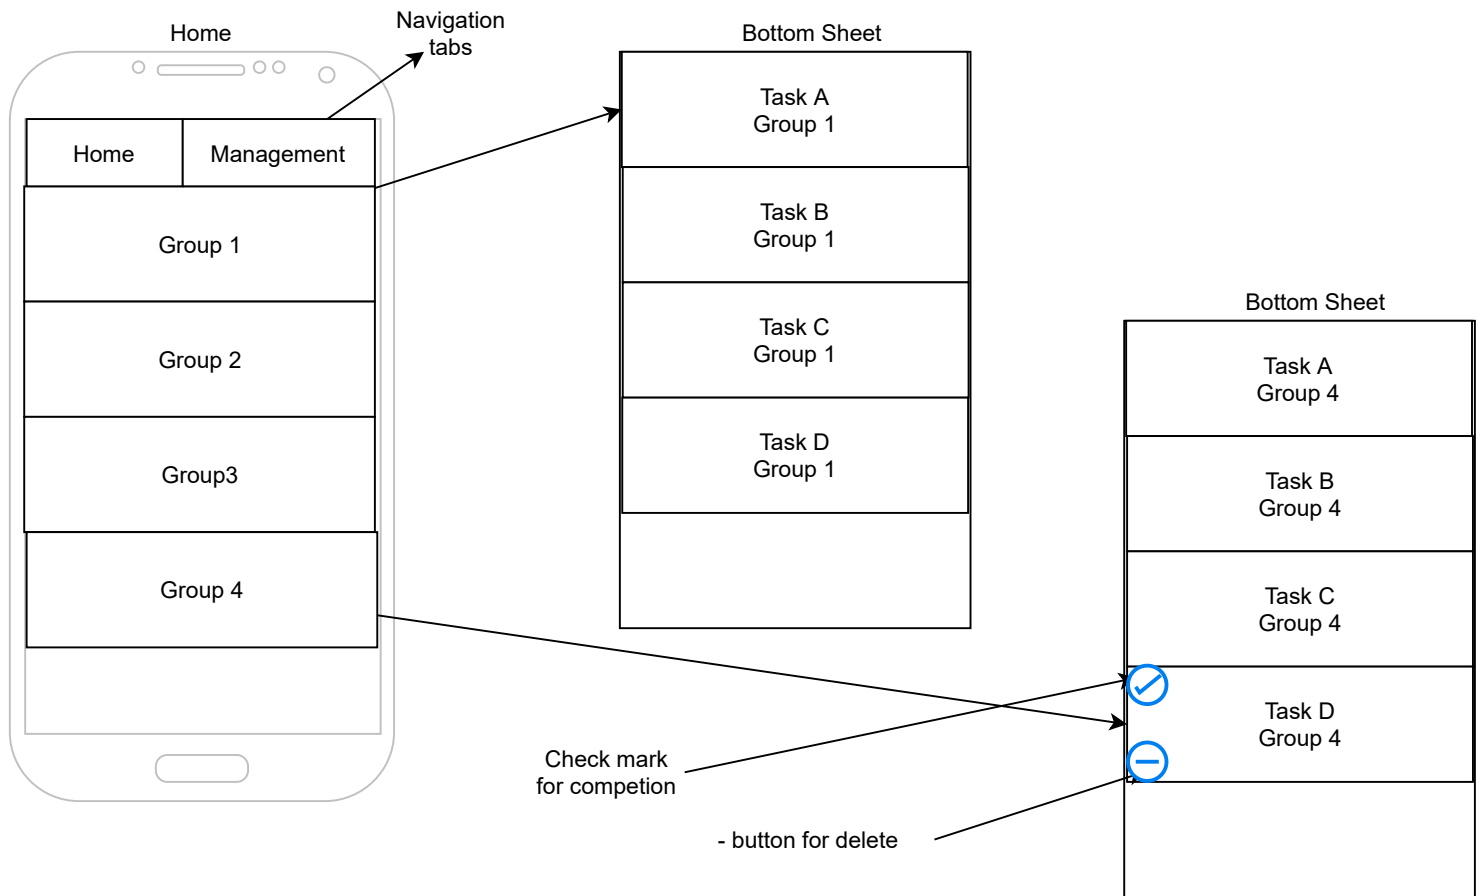 Home
Navigation
tabs
Home
Management
Group 1
Group 2
Group3
Group 4
Bottom Sheet
Task A
Group 1
Task B
Group 1
Task C
Group 1
Task D
Group 1
Bottom Sheet
Task A
Group 4
Task B
Group 4
Task C
Group 4
Task D
Group 4
Check mark
for competion
- button for delete